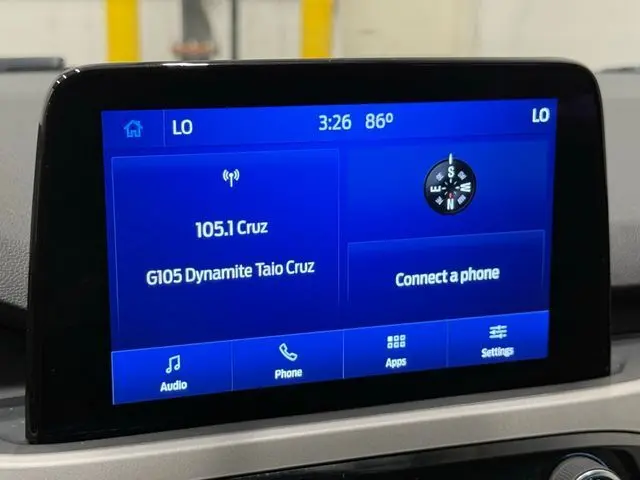 LO 3:26 86° LO
105.1 Cruz
G105 Dynamite Taio Cruz
S
E W
N
Connect a phone
Audio Phone Apps Settings